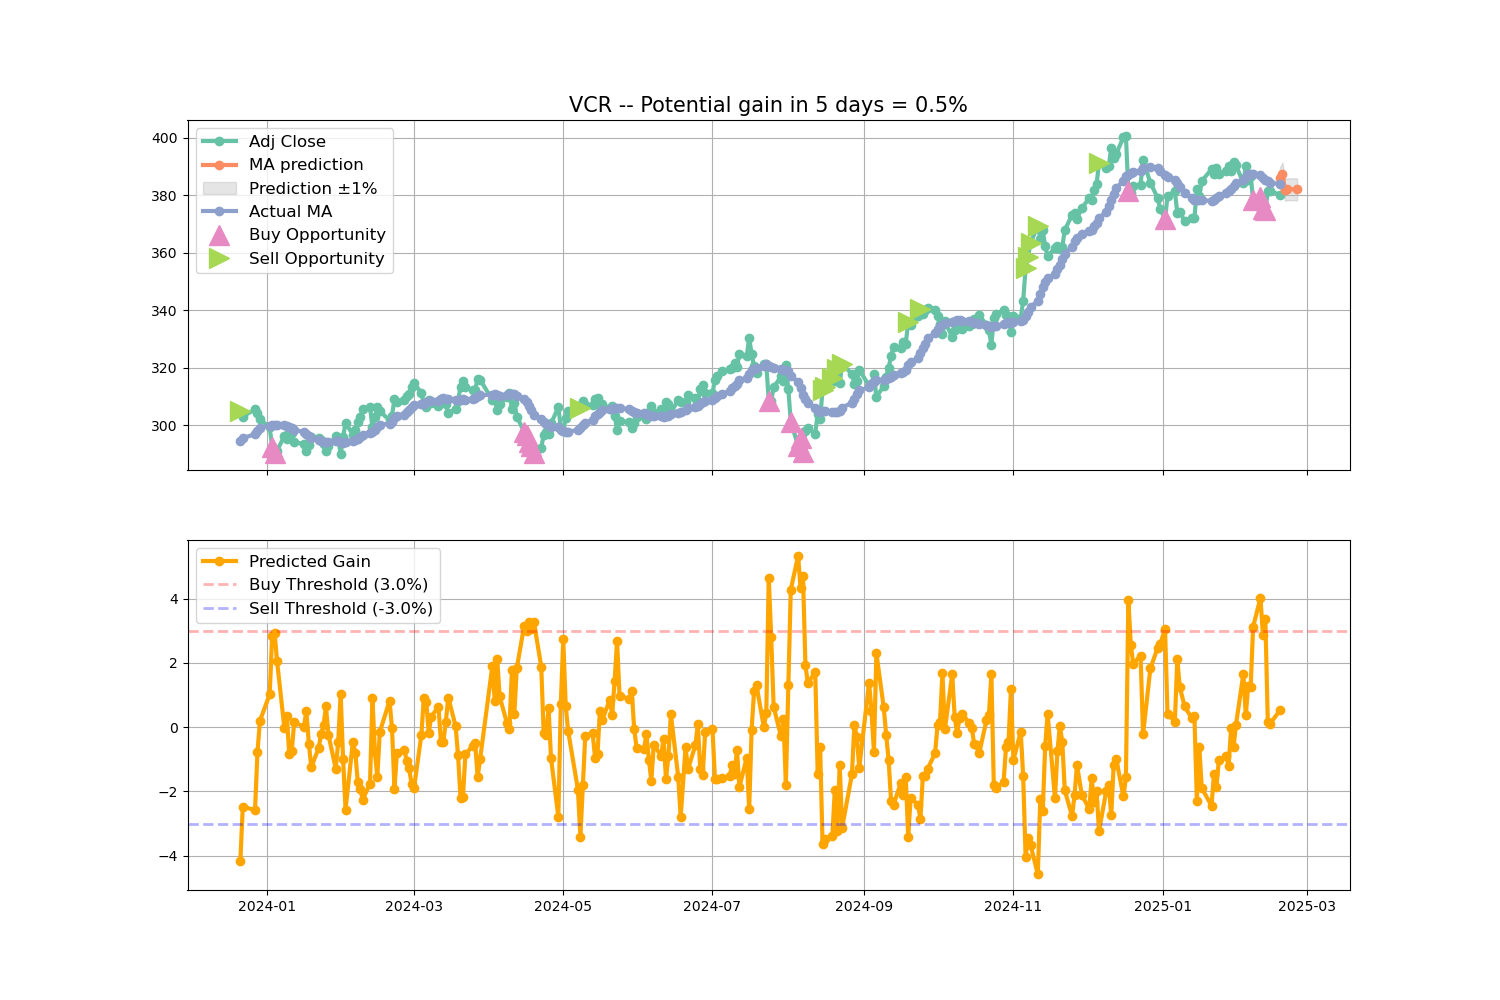 VCR -- Potential gain in 5 days = 0.5%
400
380
360
340
320
300
Adj Close
MA prediction
Prediction ±1%
Actual MA
Buy Opportunity
Sell Opportunity
4
2
0
−2
−4
Predicted Gain
Buy Threshold (3.0%)
Sell Threshold (-3.0%)
2024-01
2024-03
2024-05
2024-07
2024-09
2024-11
2025-01
2025-03